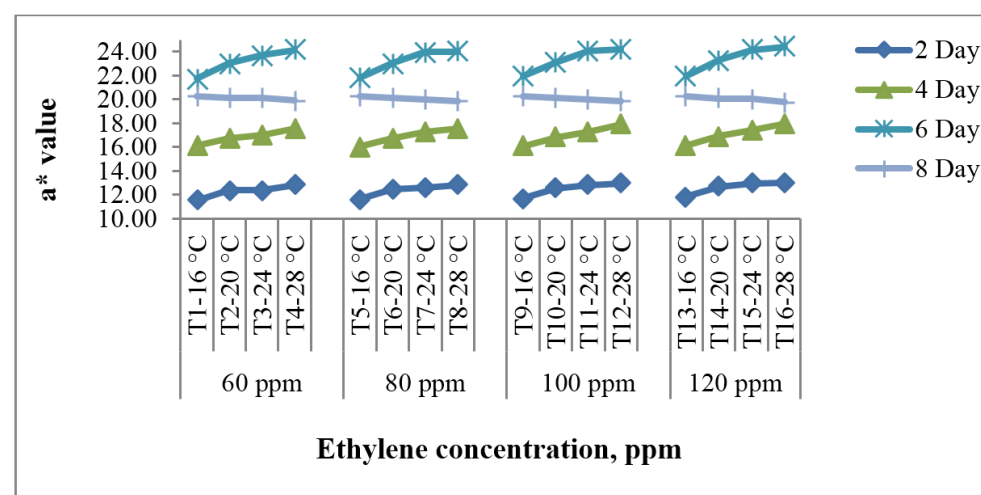 24.00
22.00
20.00
18.00
16.00
14.00
12.00
10.00
a* value
2 Day
4 Day
6 Day
8 Day
T1-16 °C
T2-20 °C
T3-24 °C
T4-28 °C
T5-16 °C
T6-20 °C
T7-24 °C
T8-28 °C
T9-16 °C
T10-20 °C
T11-24 °C
T12-28 °C
T13-16 °C
T14-20 °C
T15-24 °C
T16-28 °C
60 ppm
80 ppm
100 ppm
120 ppm
Ethylene concentration, ppm